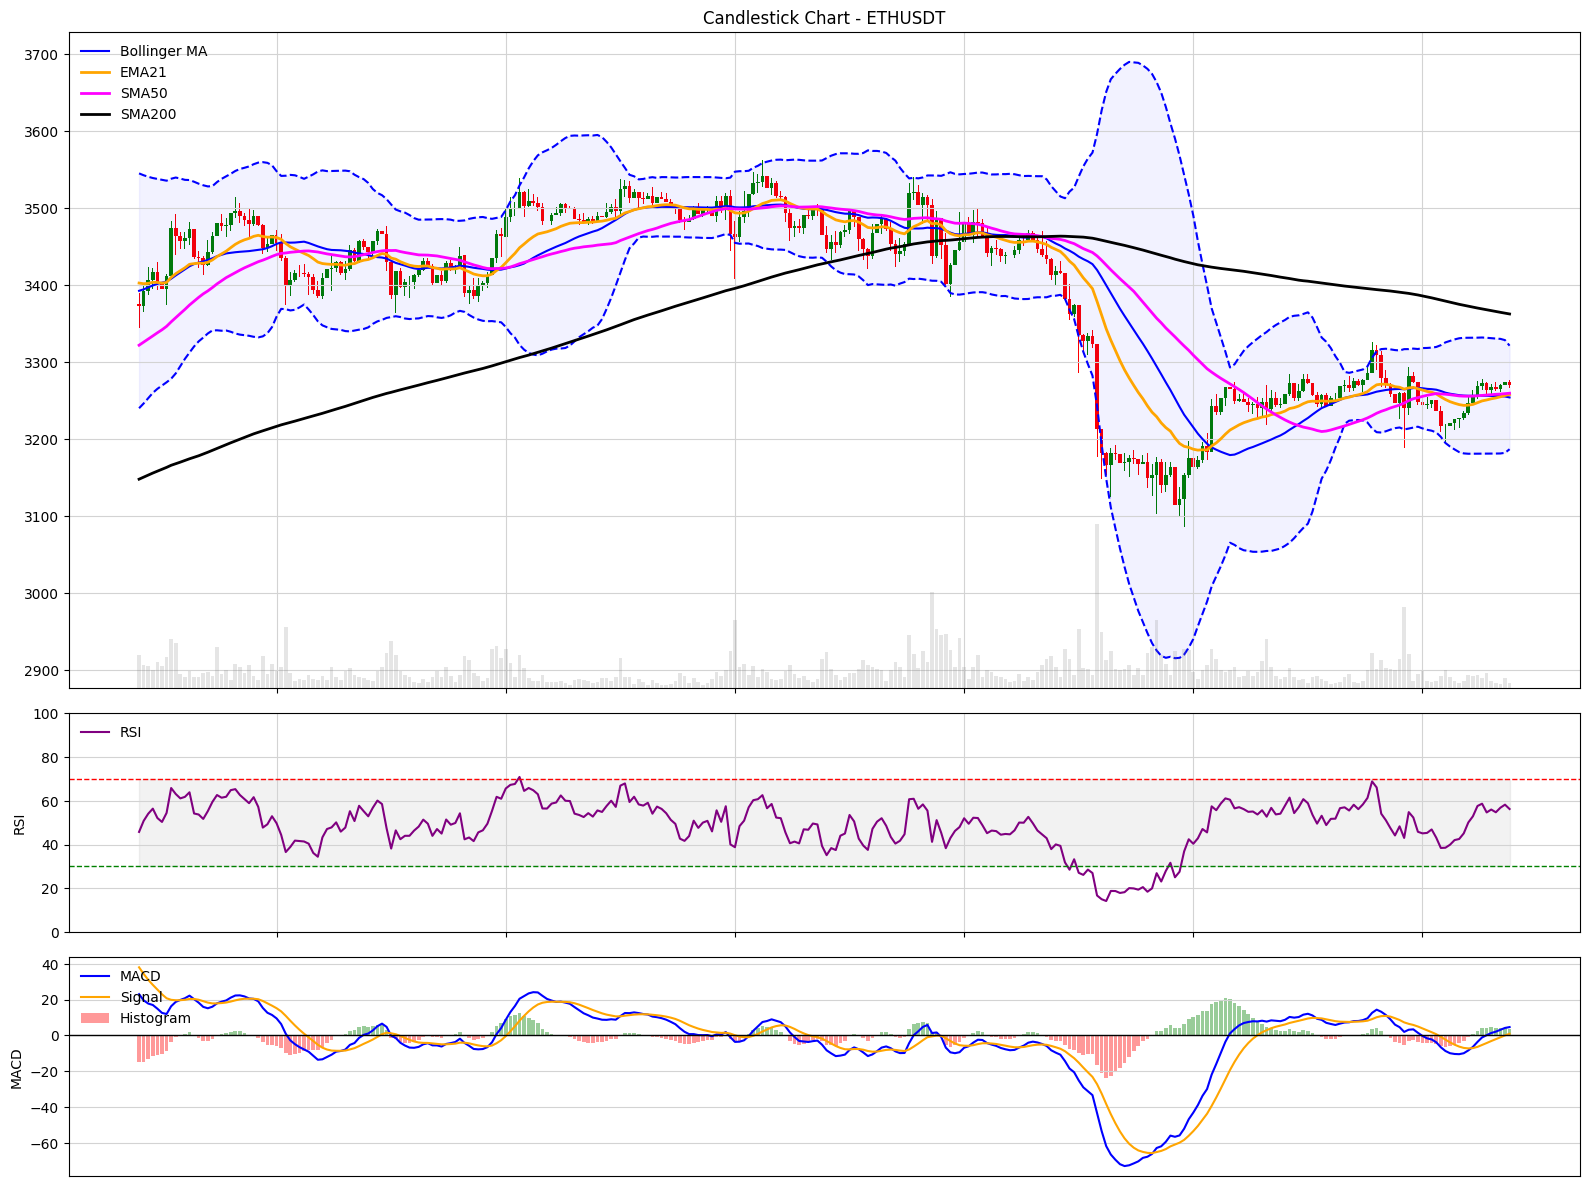 Candlestick Chart - ETHUSDT
Bollinger MA
EMA21
SMA50
SMA200
3700
3600
3500
3400
3300
3200
3100
3000
2900
RSI
RSI
100
80
60
40
20
0
MACD
Signal
Histogram
MACD
40
20
0
−20
−40
−60